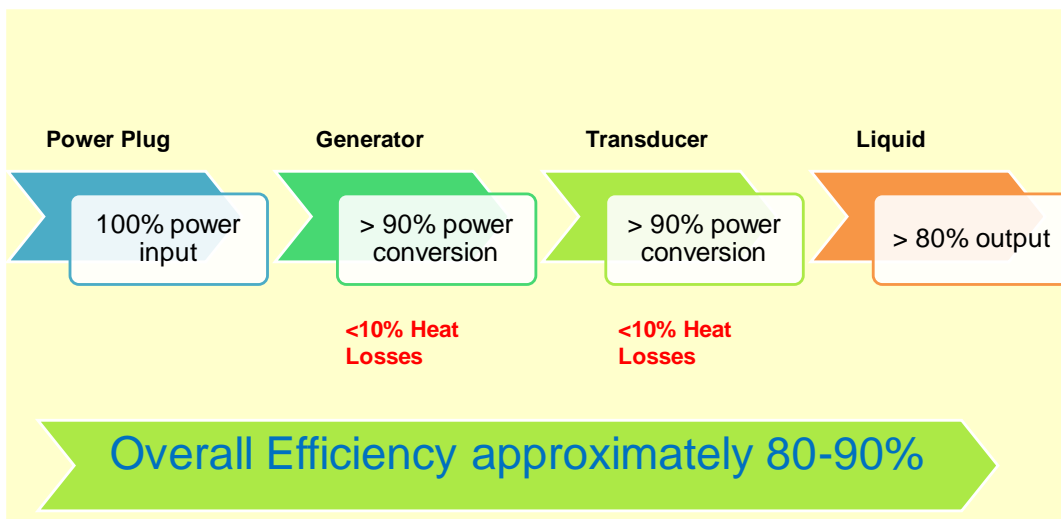 Power Plug
Generator
Transducer
Liquid
100% power
input
> 90% power
conversion
> 90% power
conversion
> 80% output
<10% Heat
Losses
<10% Heat
Losses
Overall Efficiency approximately 80-90%